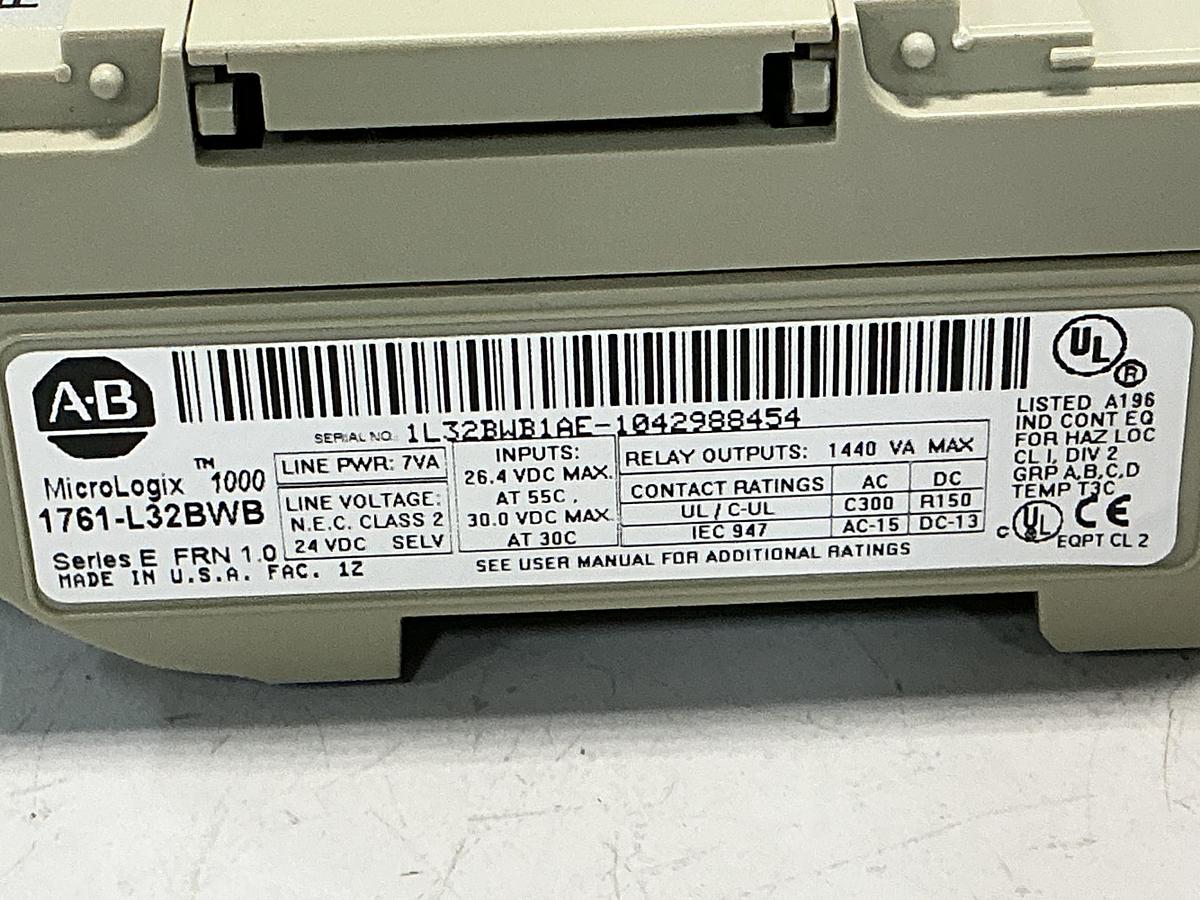 A·B
SERIAL NO. 1L32BWB1AE-1042988454
MicroLogix ™ 1000
1761-L32BWB
Series E FRN 1.0
MADE IN U.S.A. FAC. 1Z
LINE PWR: 7VA
LINE VOLTAGE:
N.E.C. CLASS 2
24 VDC SELV
INPUTS:
26.4 VDC MAX.
AT 55C,
30.0 VDC MAX.
AT 30C
RELAY OUTPUTS: 1440 VA MAX
CONTACT RATINGS AC DC
UL / C-UL C300 R150
IEC 947 AC-15 DC-13
SEE USER MANUAL FOR ADDITIONAL RATINGS
UL ®
LISTED A196
IND CONT EQ
FOR HAZ LOC
CL I, DIV 2
GRP A,B,C,D
TEMP T3C
c UL CE
EQPT CL 2